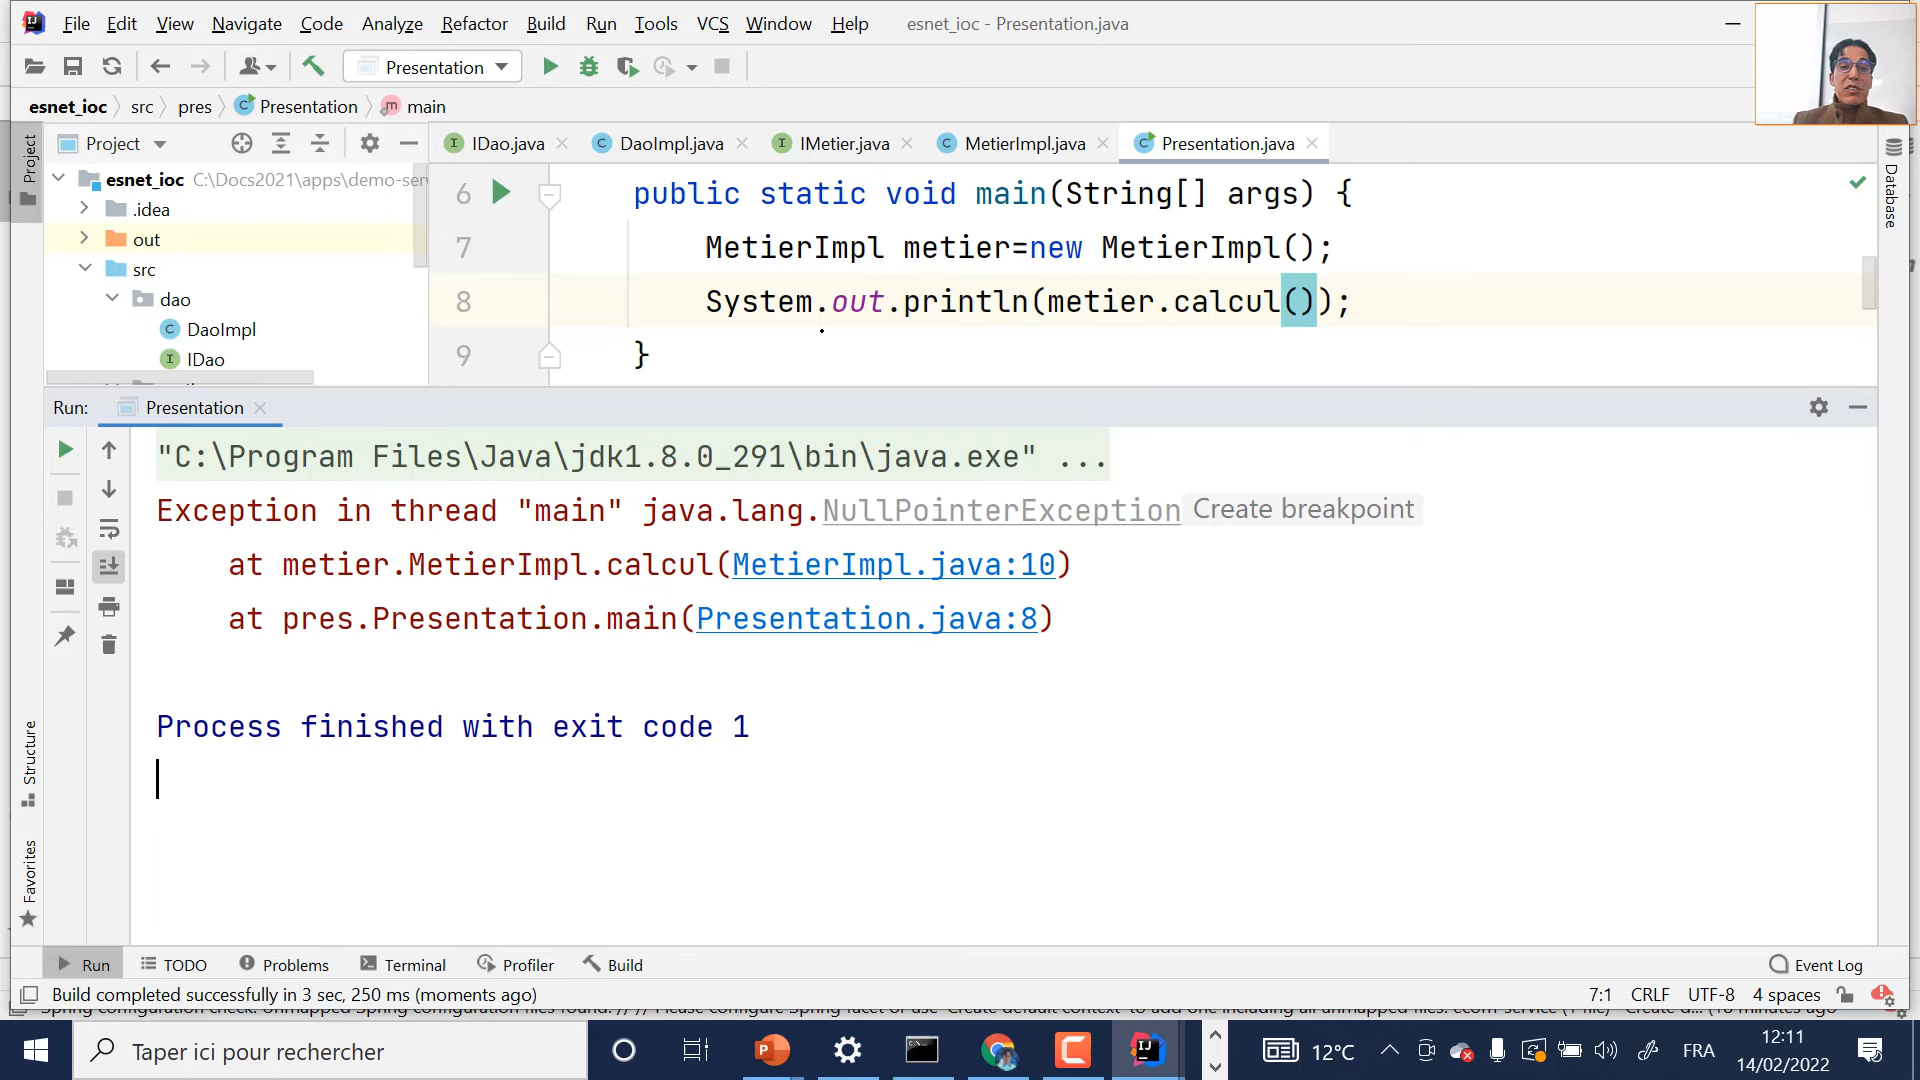 File Edit View Navigate Code Analyze Refactor Build Run Tools VCS Window Help esnet_ioc - Presentation.java
Presentation
esnet_ioc src pres Presentation main
Project
IDao.java DaoImpl.java IMetier.java MetierImpl.java Presentation.java
Project
Database
esnet_ioc C:\Docs2021\apps\demo-ser
.idea
out
src
dao
DaoImpl
IDao
6 public static void main(String[] args) {
7 MetierImpl metier=new MetierImpl();
8 System.out.println(metier.calcul());
9 }
Run: Presentation
"C:\Program Files\Java\jdk1.8.0_291\bin\java.exe" ...
Exception in thread "main" java.lang.NullPointerException Create breakpoint
at metier.MetierImpl.calcul(MetierImpl.java:10)
at pres.Presentation.main(Presentation.java:8)
Process finished with exit code 1
Structure
Favorites
Run TODO Problems Terminal Profiler Build Event Log
Build completed successfully in 3 sec, 250 ms (moments ago) 7:1 CRLF UTF-8 4 spaces
Taper ici pour rechercher
12°C
FRA
12:11
14/02/2022